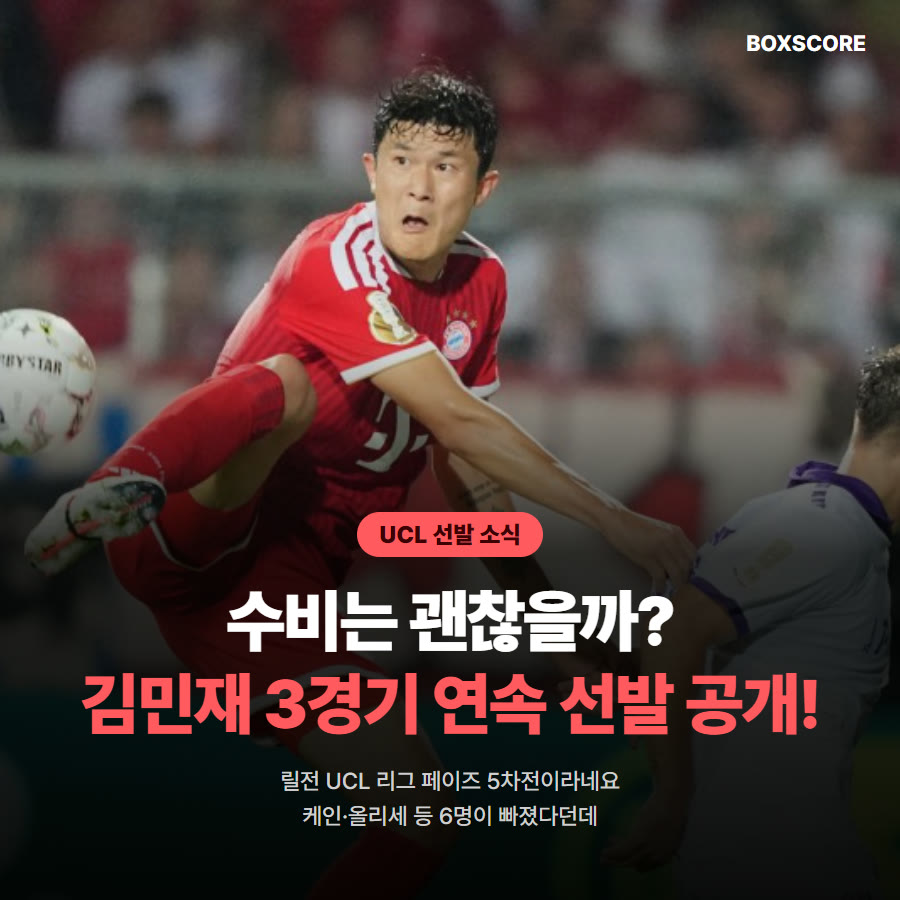 BOXSCORE
RBYSTAR
UCL 선발 소식
수비는 괜찮을까?
김민재 3경기 연속 선발 공개!
릴전 UCL 리그 페이즈 5차전이라네요
케인·올리세 등 6명이 빠졌다던데